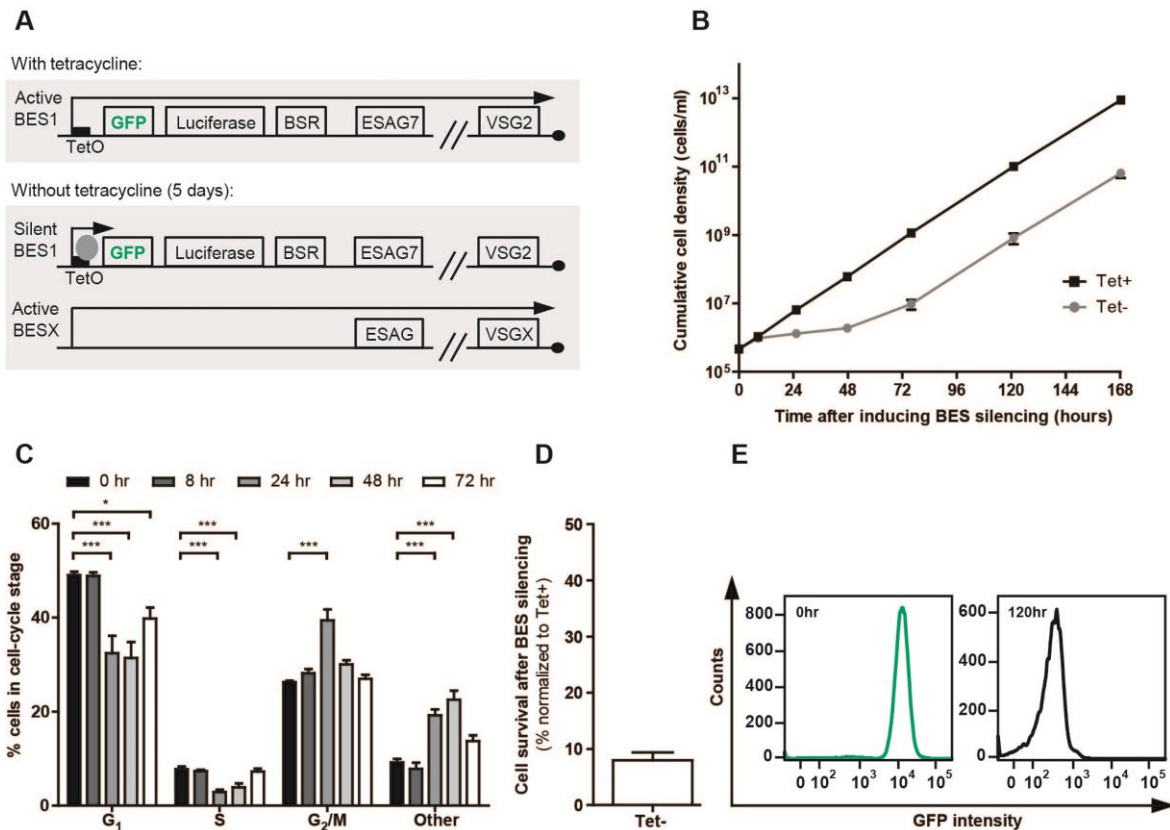 A
With tetracycline:
Active
BES1
GFP Luciferase BSR ESAG7 VSG2
TetO
Without tetracycline (5 days):
Silent
BES1
GFP Luciferase BSR ESAG7 VSG2
TetO
Active
BESX
ESAG VSGX
B
Cumulative cell density (cells/ml)
10^13
10^11
10^9
10^7
10^5
Tet+
Tet-
0 24 48 72 96 120 144 168
Time after inducing BES silencing (hours)
C
0 hr 8 hr 24 hr 48 hr 72 hr
% cells in cell-cycle stage
60
40
20
0
* *** *** *** *** *** *** ***
G1 S G2/M Other
D
Cell survival after BES silencing
(% normalized to Tet+)
50
40
30
20
10
0
Tet-
E
Counts
0hr
800
600
400
200
0
0 10^2 10^3 10^4 10^5
120hr
600
400
200
0
0 10^2 10^3 10^4 10^5
GFP intensity